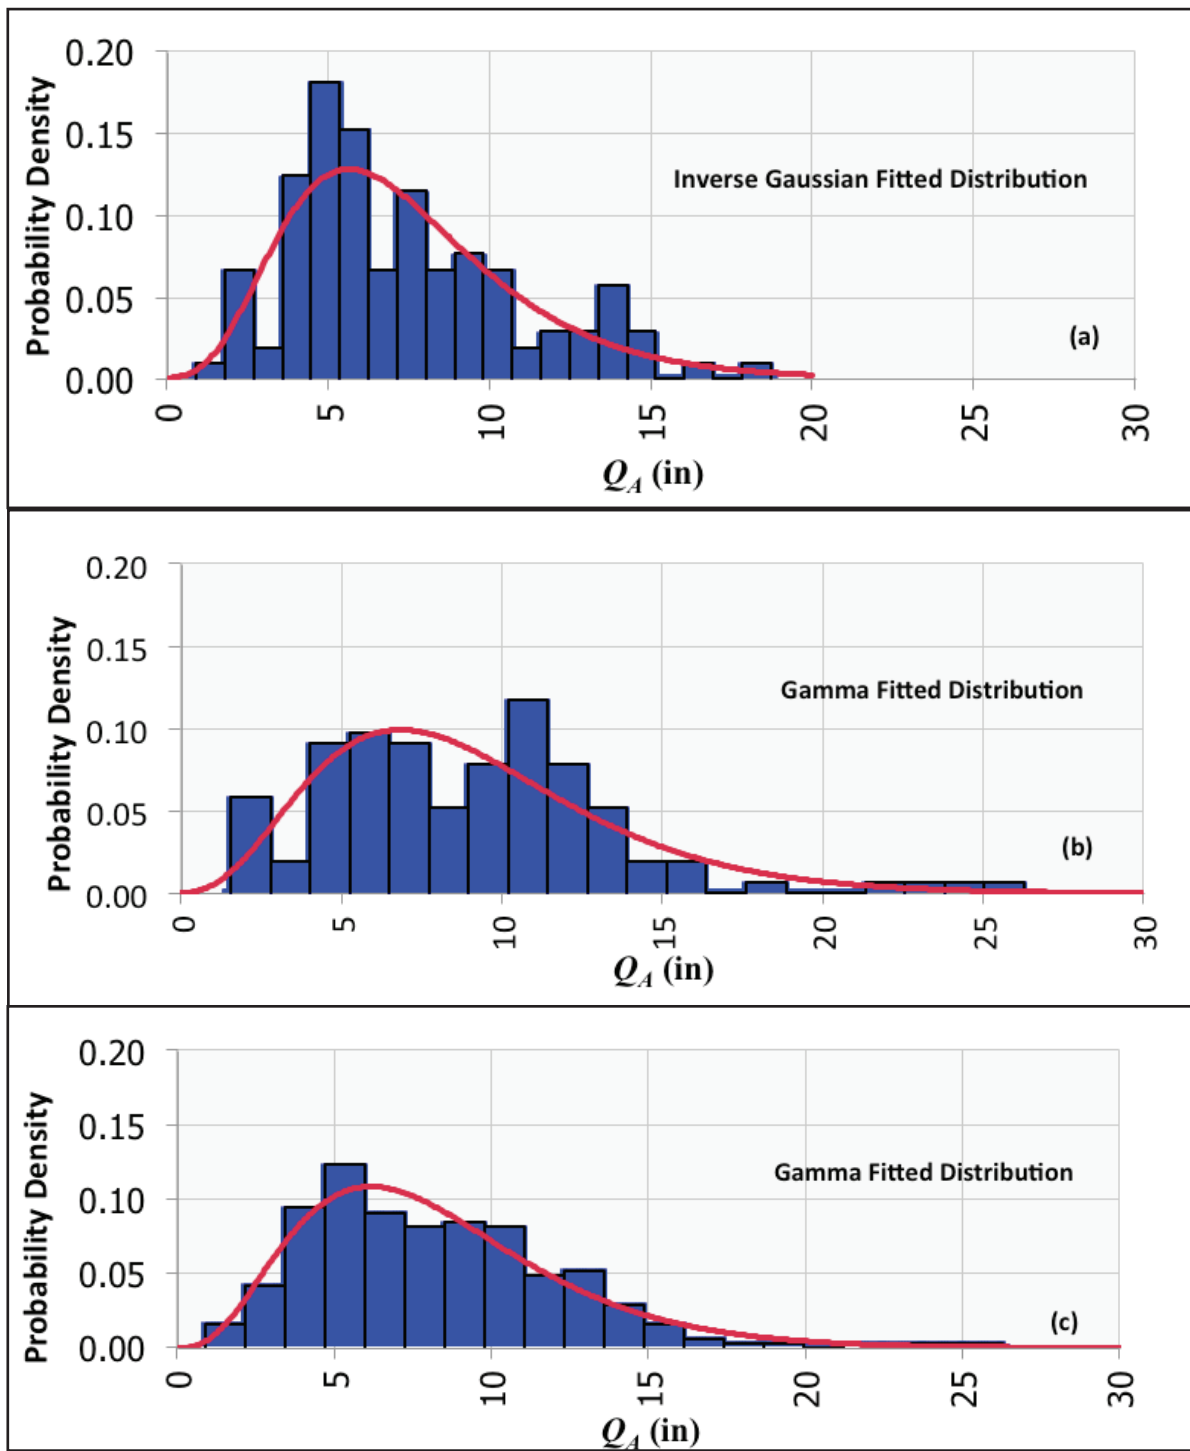 0.20
0.15
0.10
0.05
0.00
Probability Density
Inverse Gaussian Fitted Distribution
(a)
0 5 10 15 20 25 30
Q_A (in)
0.20
0.15
0.10
0.05
0.00
Probability Density
Gamma Fitted Distribution
(b)
0 5 10 15 20 25 30
Q_A (in)
0.20
0.15
0.10
0.05
0.00
Probability Density
Gamma Fitted Distribution
(c)
0 5 10 15 20 25 30
Q_A (in)